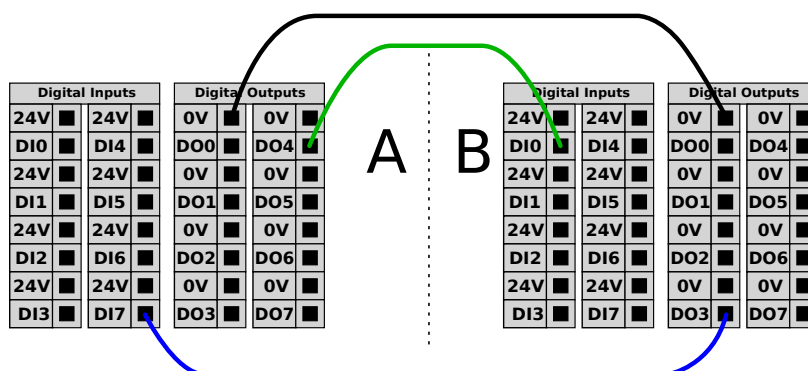 Digital Inputs Digital Outputs Digital Inputs Digital Outputs
24V 24V 0V 0V 24V 24V 0V 0V
DI0 DI4 DO0 DO4 A B DI0 DI4 DO0 DO4
24V 24V 0V 0V 24V 24V 0V 0V
DI1 DI5 DO1 DO5 DI1 DI5 DO1 DO5
24V 24V 0V 0V 24V 24V 0V 0V
DI2 DI6 DO2 DO6 DI2 DI6 DO2 DO6
24V 24V 0V 0V 24V 24V 0V 0V
DI3 DI7 DO3 DO7 DI3 DI7 DO3 DO7